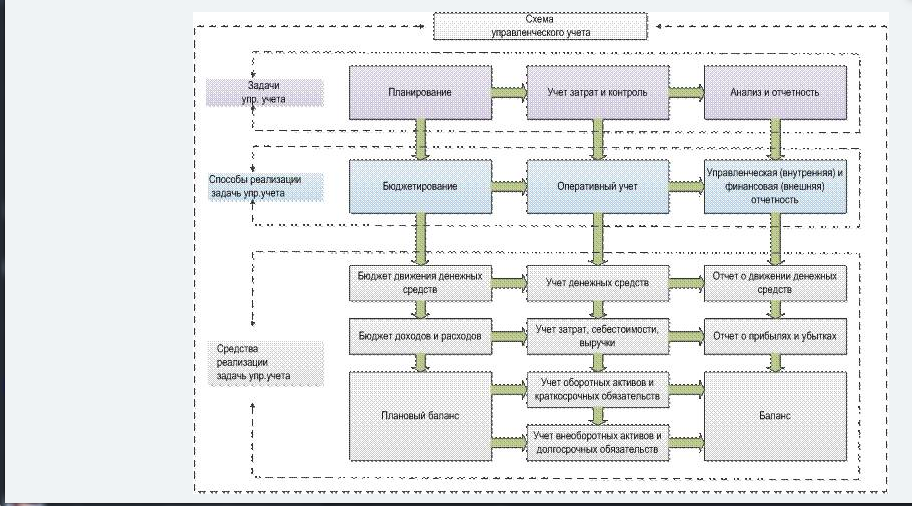 Схема
управленческого учета
Задачи
упр. учета
Планирование
Учет затрат и контроль
Анализ и отчетность
Способы реализации
задачь упр.учета
Бюджетирование
Оперативный учет
Управленческая (внутренняя) и
финансовая (внешняя)
отчетность
Бюджет движения денежных
средств
Учет денежных средств
Отчет о движении денежных
средств
Бюджет доходов и расходов
Учет затрат, себестоимости,
выручки
Отчет о прибылях и убытках
Средства
реализации
задачь упр.учета
Плановый баланс
Учет оборотных активов и
краткосрочных обязательств
Учет внеоборотных активов и
долгосрочных обязательств
Баланс